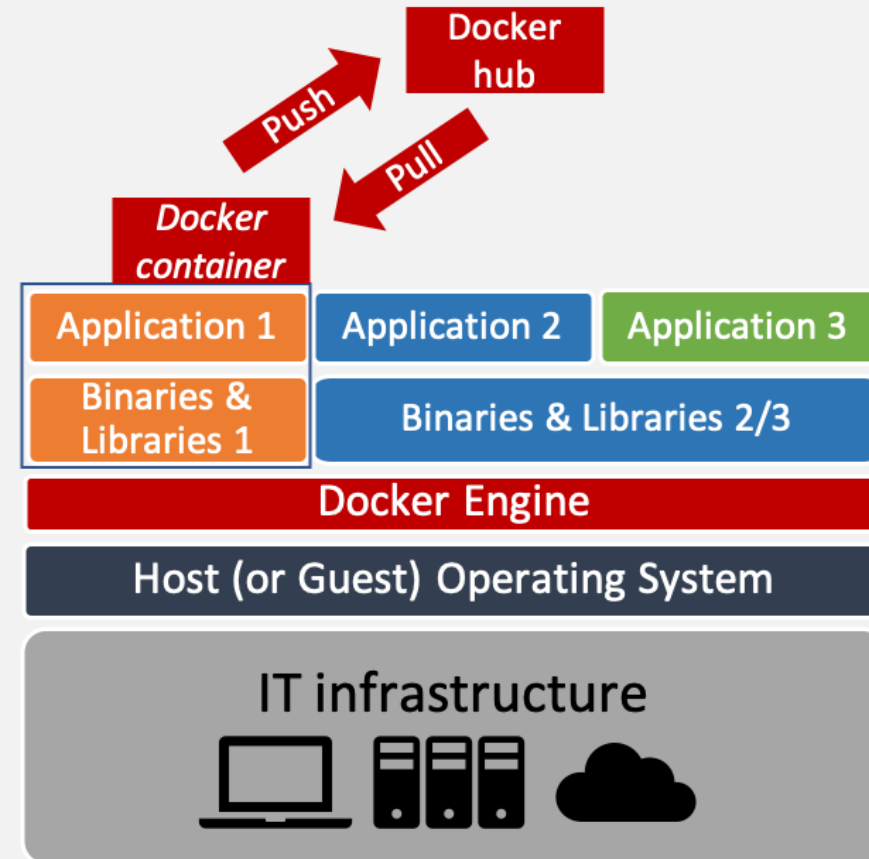 Docker
hub
Push
Pull
Docker
container
Application 1
Application 2
Application 3
Binaries &
Libraries 1
Binaries & Libraries 2/3
Docker Engine
Host (or Guest) Operating System
IT infrastructure